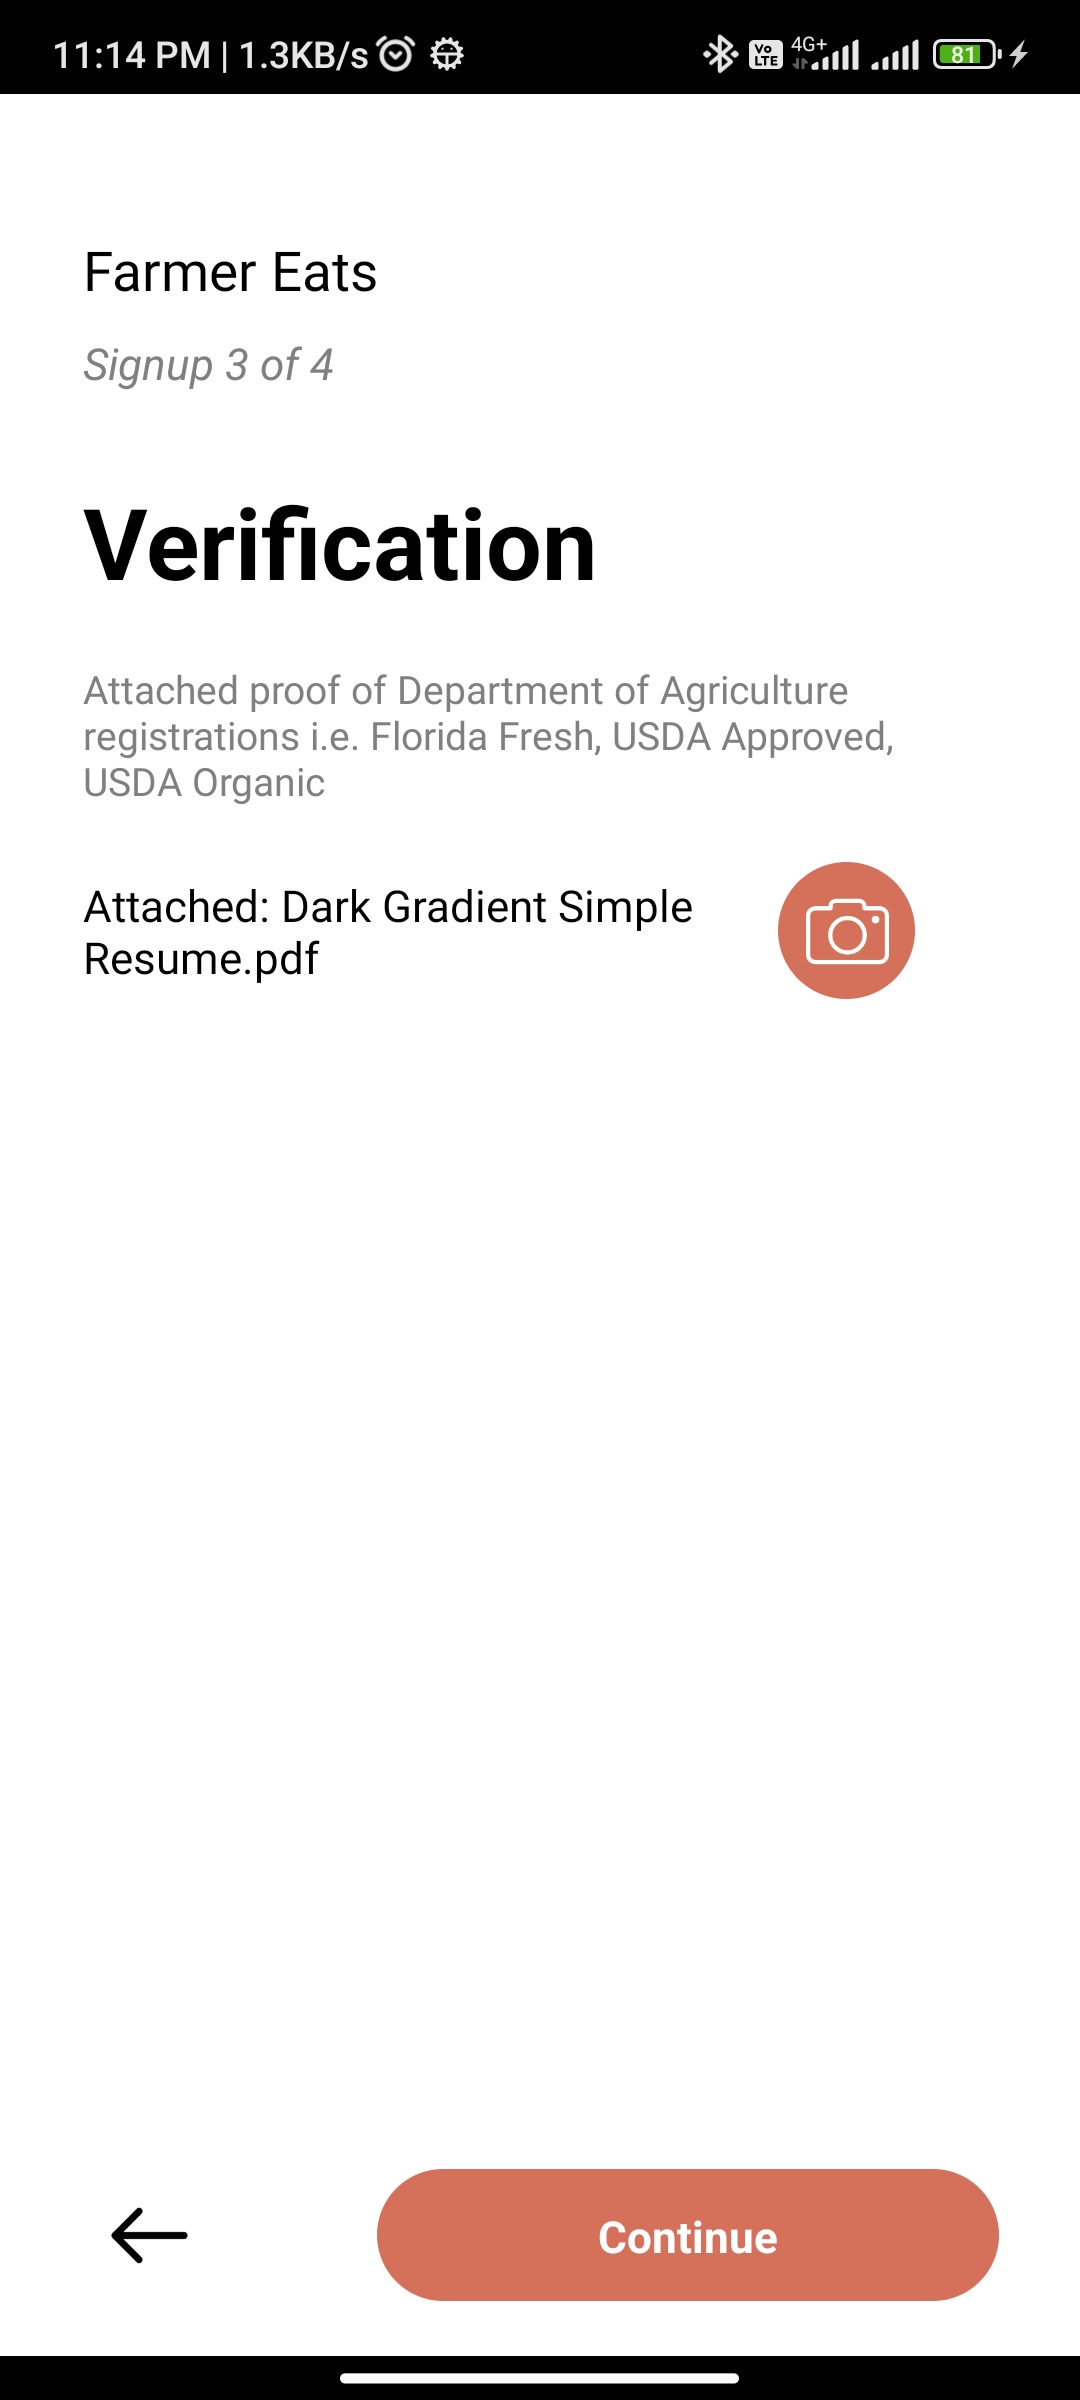 11:14 PM | 1.3KB/s
Vo LTE 4G+ 81
Farmer Eats
Signup 3 of 4
Verification
Attached proof of Department of Agriculture
registrations i.e. Florida Fresh, USDA Approved,
USDA Organic
Attached: Dark Gradient Simple
Resume.pdf
Continue